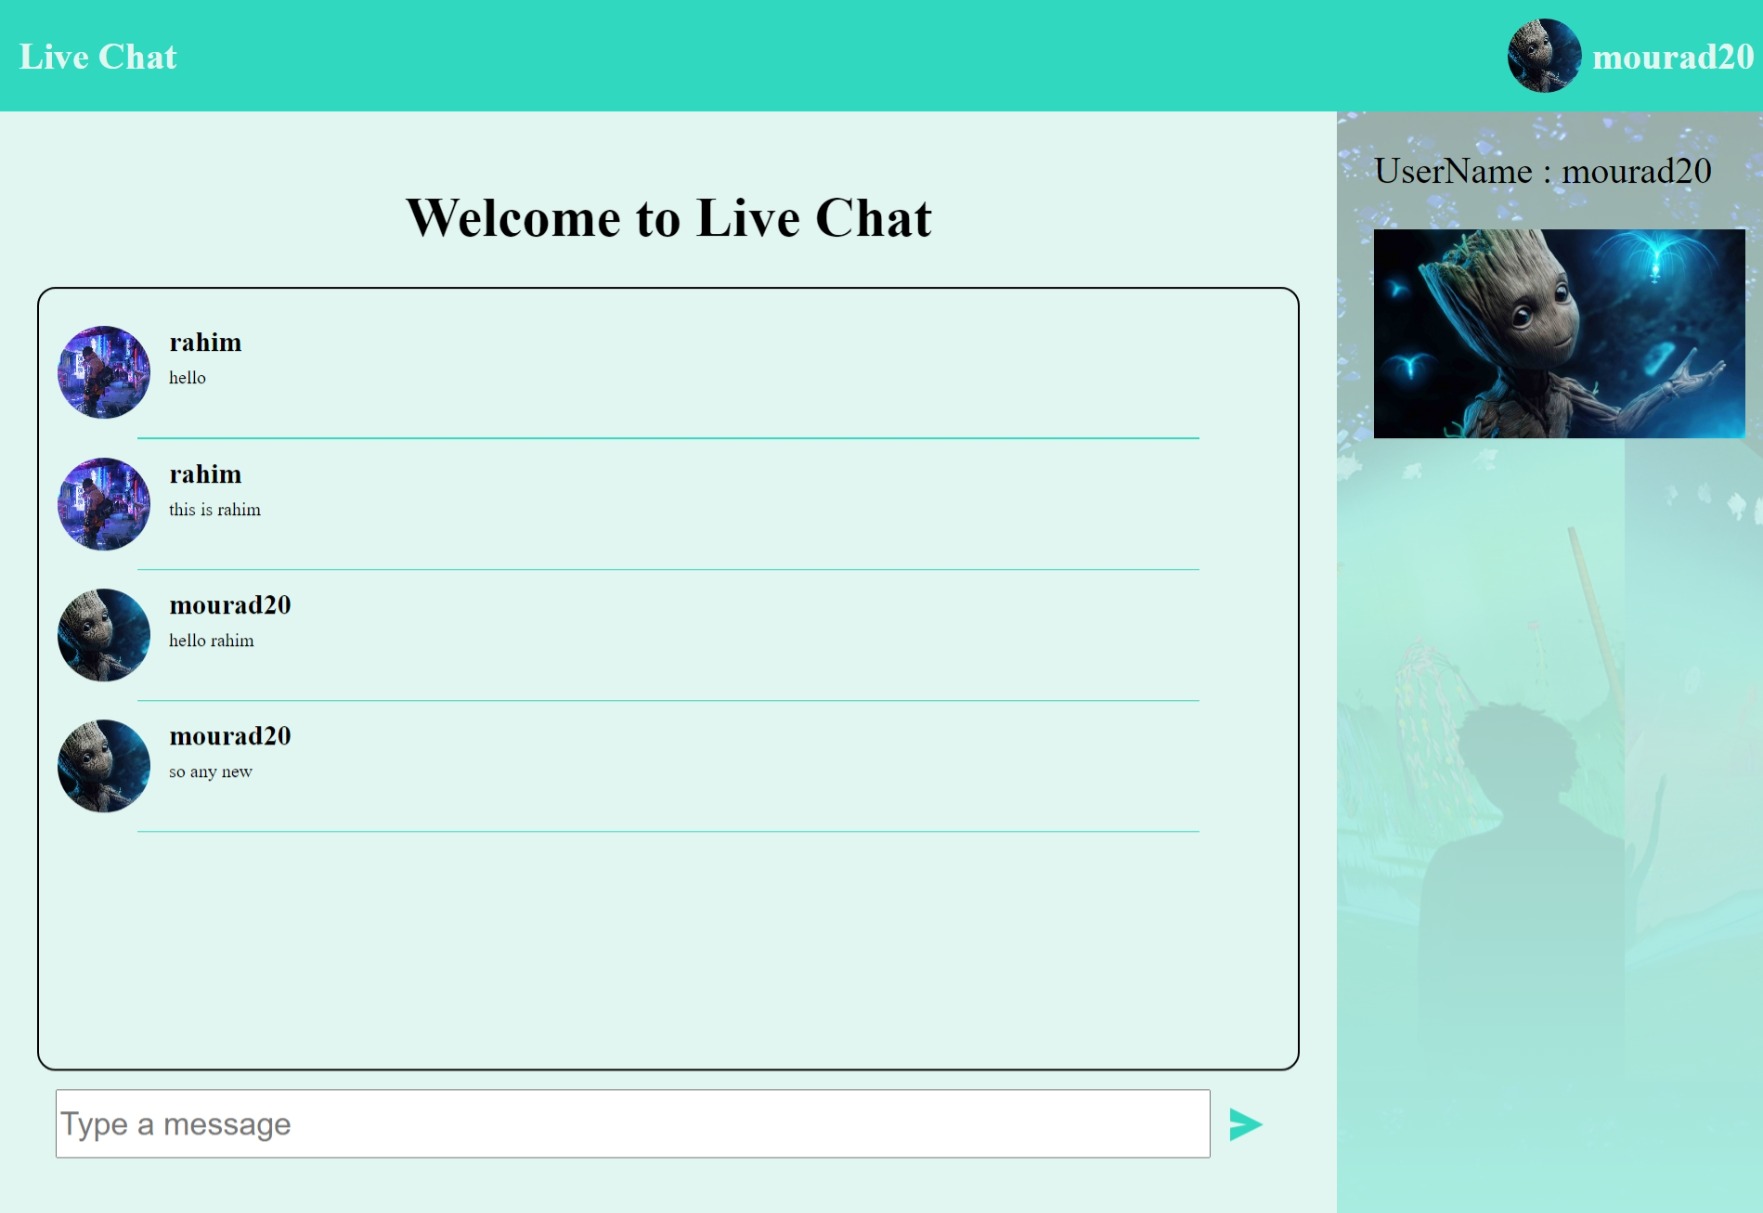 Live Chat
mourad20
UserName : mourad20
Welcome to Live Chat
rahim
hello
rahim
this is rahim
mourad20
hello rahim
mourad20
so any new
Type a message